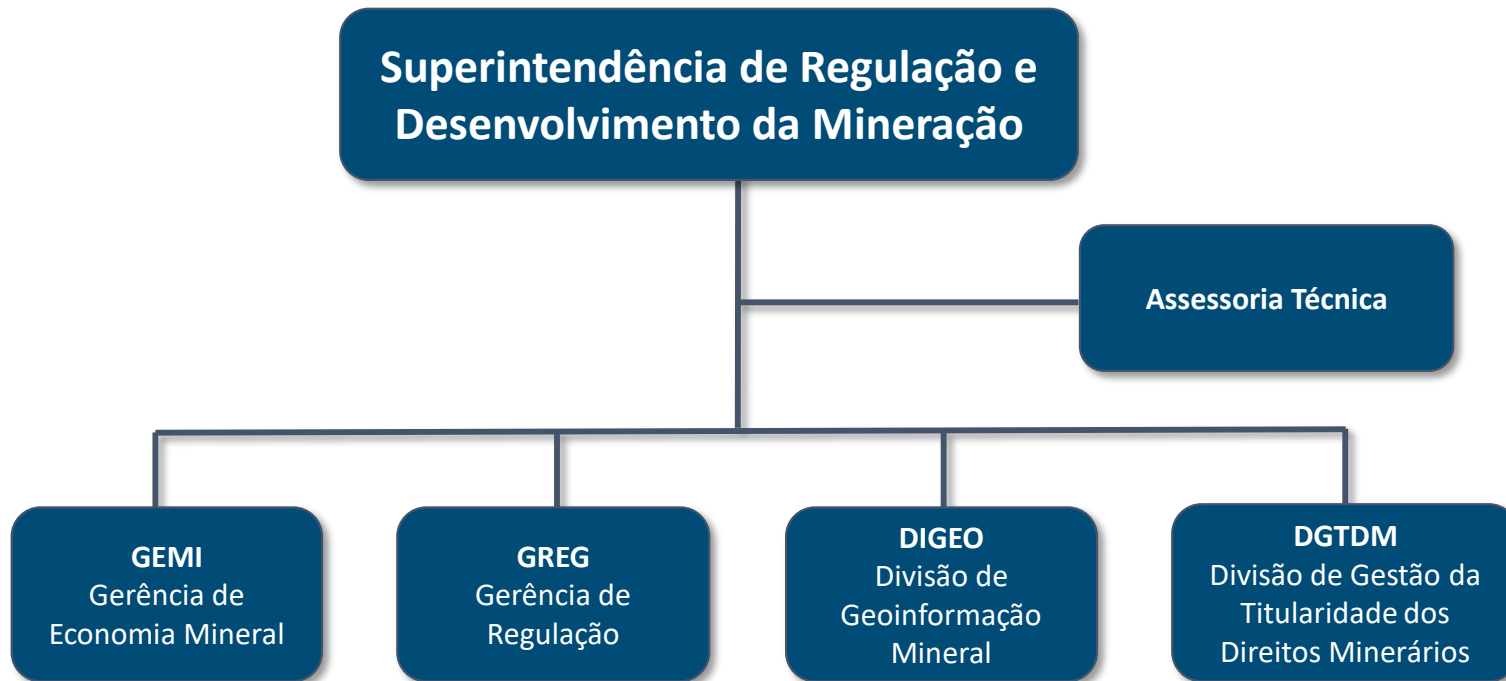 Superintendência de Regulação e
Desenvolvimento da Mineração
Assessoria Técnica
GEMI
Gerência de
Economia Mineral
GREG
Gerência de
Regulação
DIGEO
Divisão de
Geoinformação
Mineral
DGTDM
Divisão de Gestão da
Titularidade dos
Direitos Minerários